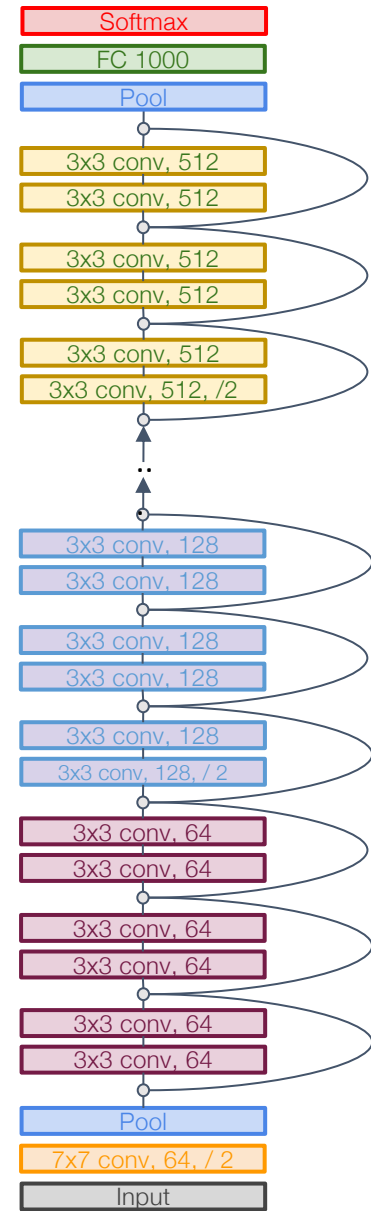 Softmax
FC 1000
Pool
3x3 conv, 512
3x3 conv, 512
3x3 conv, 512
3x3 conv, 512
3x3 conv, 512
3x3 conv, 512, /2
..
.
3x3 conv, 128
3x3 conv, 128
3x3 conv, 128
3x3 conv, 128
3x3 conv, 128
3x3 conv, 128, / 2
3x3 conv, 64
3x3 conv, 64
3x3 conv, 64
3x3 conv, 64
3x3 conv, 64
3x3 conv, 64
Pool
7x7 conv, 64, / 2
Input